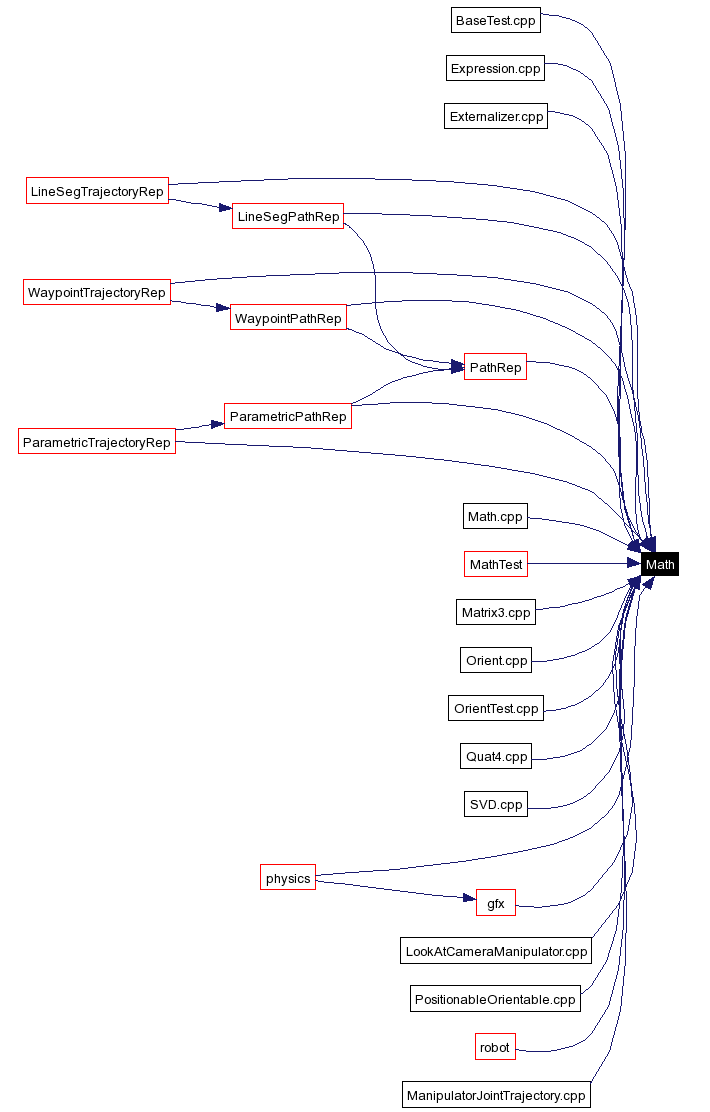 BaseTest.cpp
Expression.cpp
Externalizer.cpp
LineSegTrajectoryRep
LineSegPathRep
WaypointTrajectoryRep
WaypointPathRep
PathRep
ParametricPathRep
ParametricTrajectoryRep
Math.cpp
MathTest
Math
Matrix3.cpp
Orient.cpp
OrientTest.cpp
Quat4.cpp
SVD.cpp
physics
gfx
LookAtCameraManipulator.cpp
PositionableOrientable.cpp
robot
ManipulatorJointTrajectory.cpp